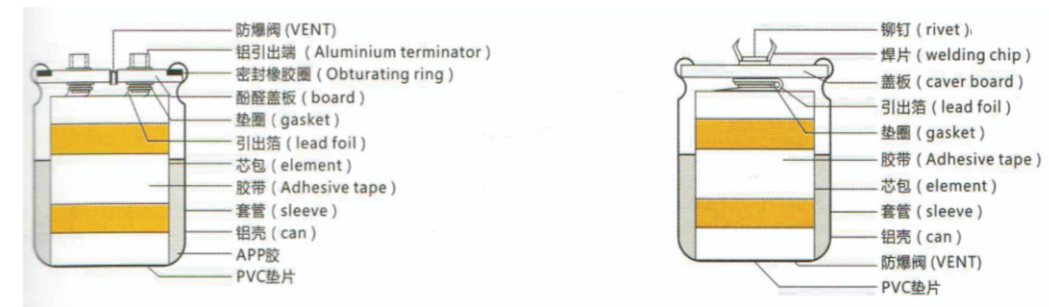 防爆阀 (VENT)
铝引出端 ( Aluminium terminator )
密封橡胶圈 ( Obturating ring )
酚醛盖板 ( board )
垫圈 ( gasket )
引出箔 ( lead foil )
芯包 ( element )
胶带 ( Adhesive tape )
套管 ( sleeve )
铝壳 ( can )
APP胶
PVC垫片
铆钉 ( rivet )
焊片 ( welding chip )
盖板 ( caver board )
引出箔 ( lead foil )
垫圈 ( gasket )
胶带 ( Adhesive tape )
芯包 ( element )
套管 ( sleeve )
铝壳 ( can )
防爆阀 (VENT)
PVC垫片